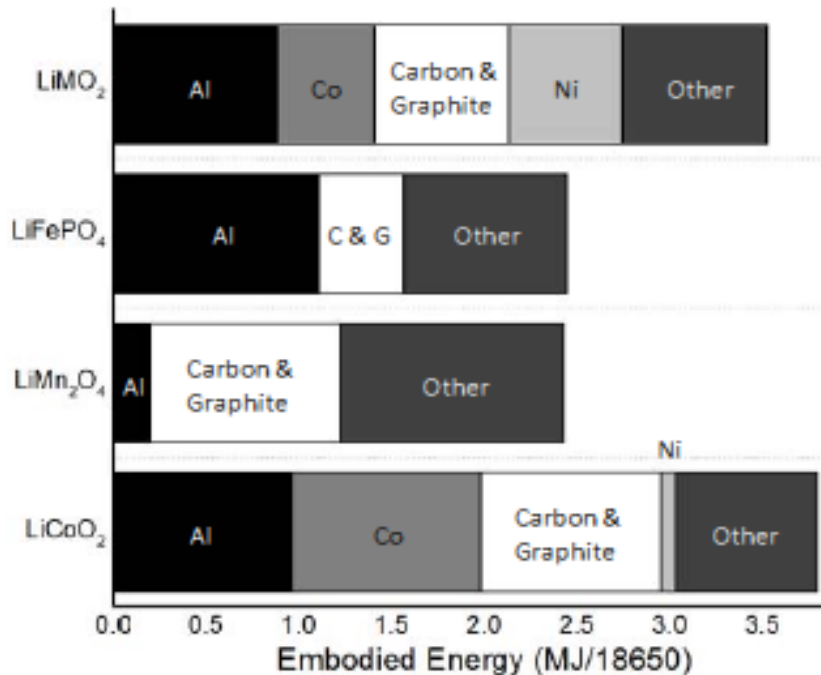 LiMO₂
Al
Co
Carbon &
Graphite
Ni
Other
LiFePO₄
Al
C & G
Other
LiMn₂O₄
Al
Carbon &
Graphite
Other
Ni
LiCoO₂
Al
Co
Carbon &
Graphite
Other
0.0 0.5 1.0 1.5 2.0 2.5 3.0 3.5
Embodied Energy (MJ/18650)